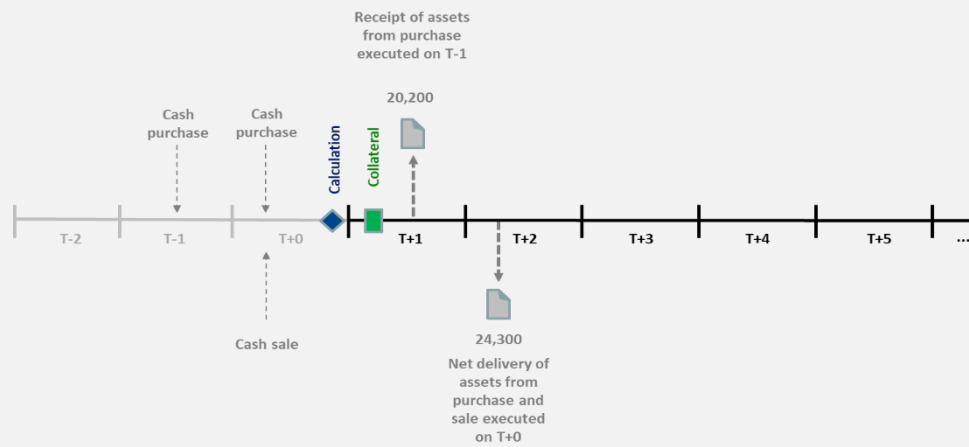 Receipt of assets
from purchase
executed on T-1
20,200
Cash
purchase
Cash
purchase
Calculation
Collateral
T-2
T-1
T+0
T+1
T+2
T+3
T+4
T+5
...
Cash sale
24,300
Net delivery of
assets from
purchase and
sale executed
on T+0